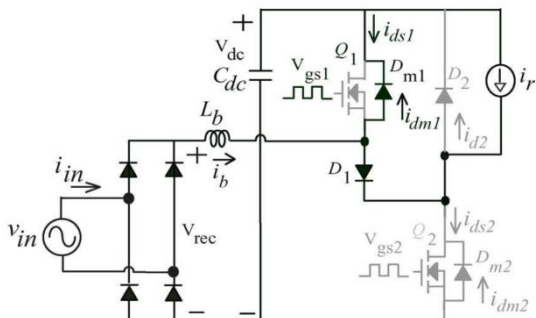 +
i_ds1
V_dc
C_dc
Q_1
V_gs1
D_m1
i_dm1
D_2
i_d2
i_r
L_b
+
i_b
D_1
i_in
v_in
V_rec
i_ds2
Q_2
V_gs2
D_m2
i_dm2
− −